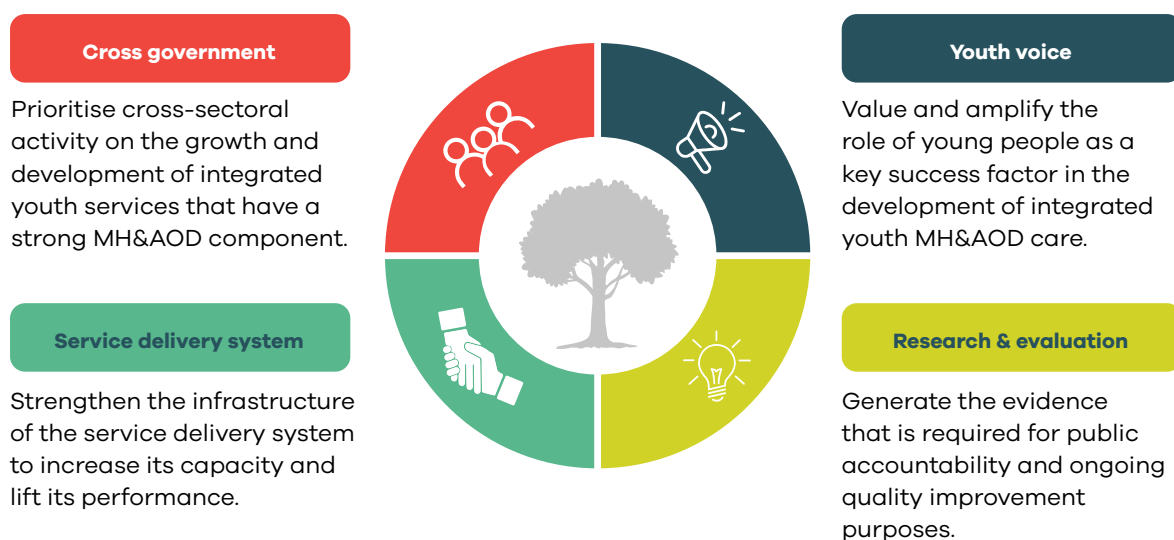 Cross government
Prioritise cross-sectoral
activity on the growth and
development of integrated
youth services that have a
strong MH&AOD component.
Youth voice
Value and amplify the
role of young people as a
key success factor in the
development of integrated
youth MH&AOD care.
Service delivery system
Strengthen the infrastructure
of the service delivery system
to increase its capacity and
lift its performance.
Research & evaluation
Generate the evidence
that is required for public
accountability and ongoing
quality improvement
purposes.